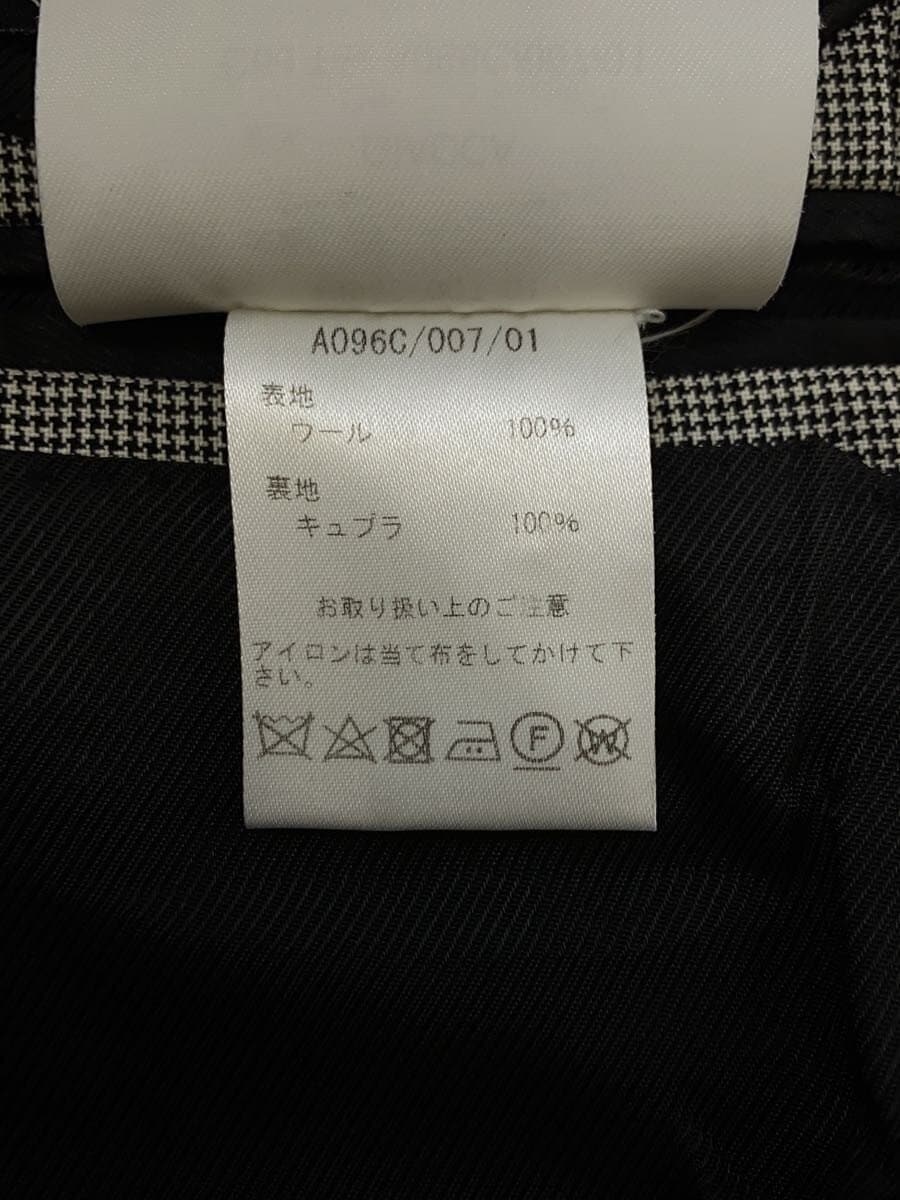 A096C/007/01
表地
ウール 100%
裏地
キュプラ 100%
お取り扱い上のご注意
アイロンは当て布をしてかけて下
さい。
F
W